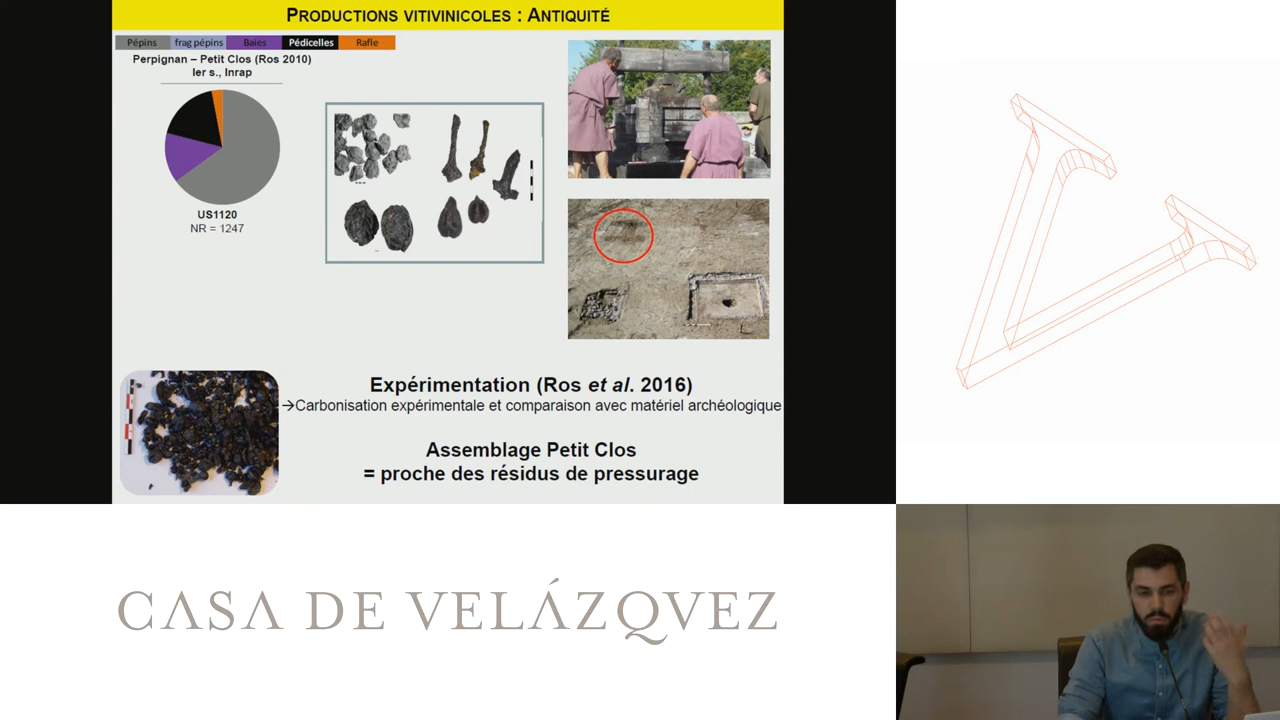 PRODUCTIONS VITIVINICOLES : ANTIQUITÉ
Pépins frag pépins Baies Pédicelles Rafle
Perpignan – Petit Clos (Ros 2010)
Ier s., Inrap
US1120
NR = 1247
Expérimentation (Ros et al. 2016)
→Carbonisation expérimentale et comparaison avec matériel archéologique
Assemblage Petit Clos
= proche des résidus de pressurage
CASA DE VELÁZQVEZ